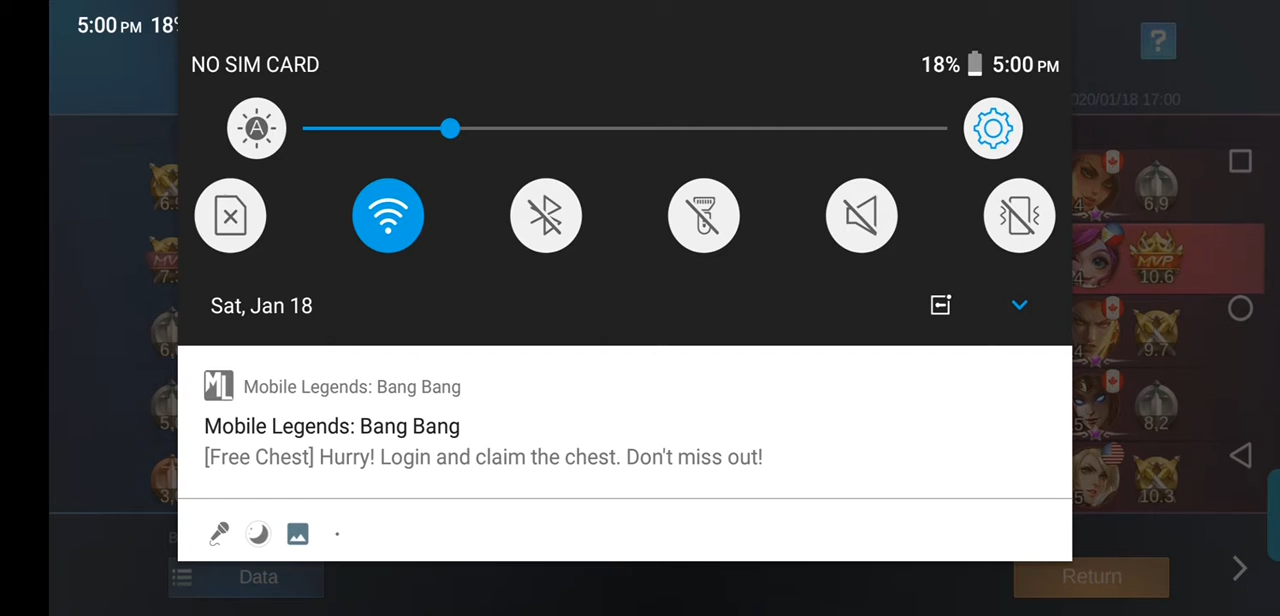 5:00 PM 18%
NO SIM CARD
18% 5:00 PM
?
2020/01/18 17:00
A
Sat, Jan 18
ML Mobile Legends: Bang Bang
Mobile Legends: Bang Bang
[Free Chest] Hurry! Login and claim the chest. Don't miss out!
6,9
MVP
10.6
9.7
8,2
10.3
Data
Return